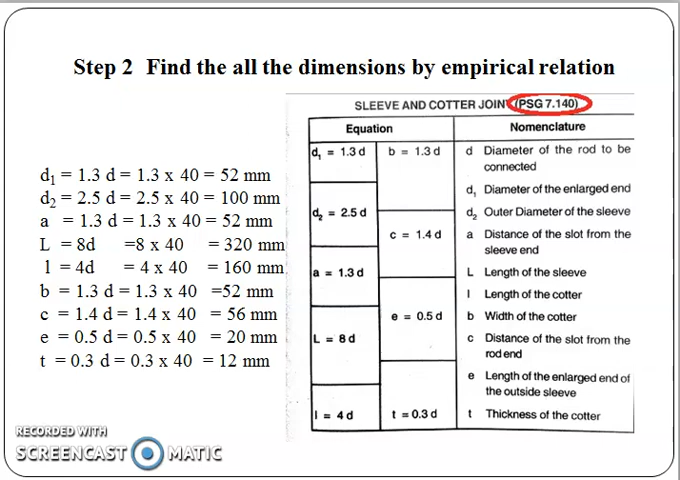 Step 2 Find the all the dimensions by empirical relation
SLEEVE AND COTTER JOINT (PSG 7.140)
Equation
Nomenclature
d₁ = 1.3 d = 1.3 x 40 = 52 mm
d₂ = 2.5 d = 2.5 x 40 = 100 mm
a = 1.3 d = 1.3 x 40 = 52 mm
L = 8d =8 x 40 = 320 mm
l = 4d = 4 x 40 = 160 mm
b = 1.3 d = 1.3 x 40 =52 mm
c = 1.4 d = 1.4 x 40 = 56 mm
e = 0.5 d = 0.5 x 40 = 20 mm
t = 0.3 d = 0.3 x 40 = 12 mm
d₁ = 1.3 d
d₂ = 2.5 d
a = 1.3 d
L = 8 d
l = 4 d
b = 1.3 d
c = 1.4 d
e = 0.5 d
t = 0.3 d
d Diameter of the rod to be
connected
d₁ Diameter of the enlarged end
d₂ Outer Diameter of the sleeve
a Distance of the slot from the
sleeve end
L Length of the sleeve
l Length of the cotter
b Width of the cotter
c Distance of the slot from the
rod end
e Length of the enlarged end of
the outside sleeve
t Thickness of the cotter
RECORDED WITH
SCREENCAST MATIC